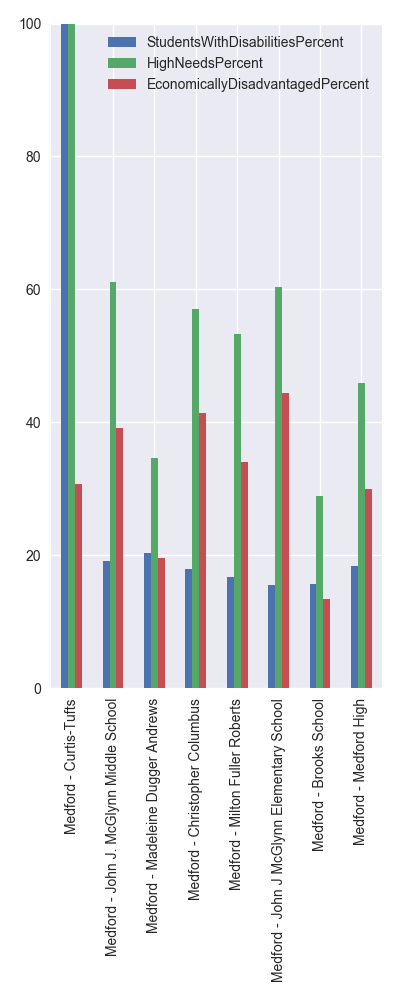 100
StudentsWithDisabilitiesPercent
HighNeedsPercent
EconomicallyDisadvantagedPercent
80
60
40
20
0
Medford - Curtis-Tufts
Medford - John J. McGlynn Middle School
Medford - Madeleine Dugger Andrews
Medford - Christopher Columbus
Medford - Milton Fuller Roberts
Medford - John J McGlynn Elementary School
Medford - Brooks School
Medford - Medford High